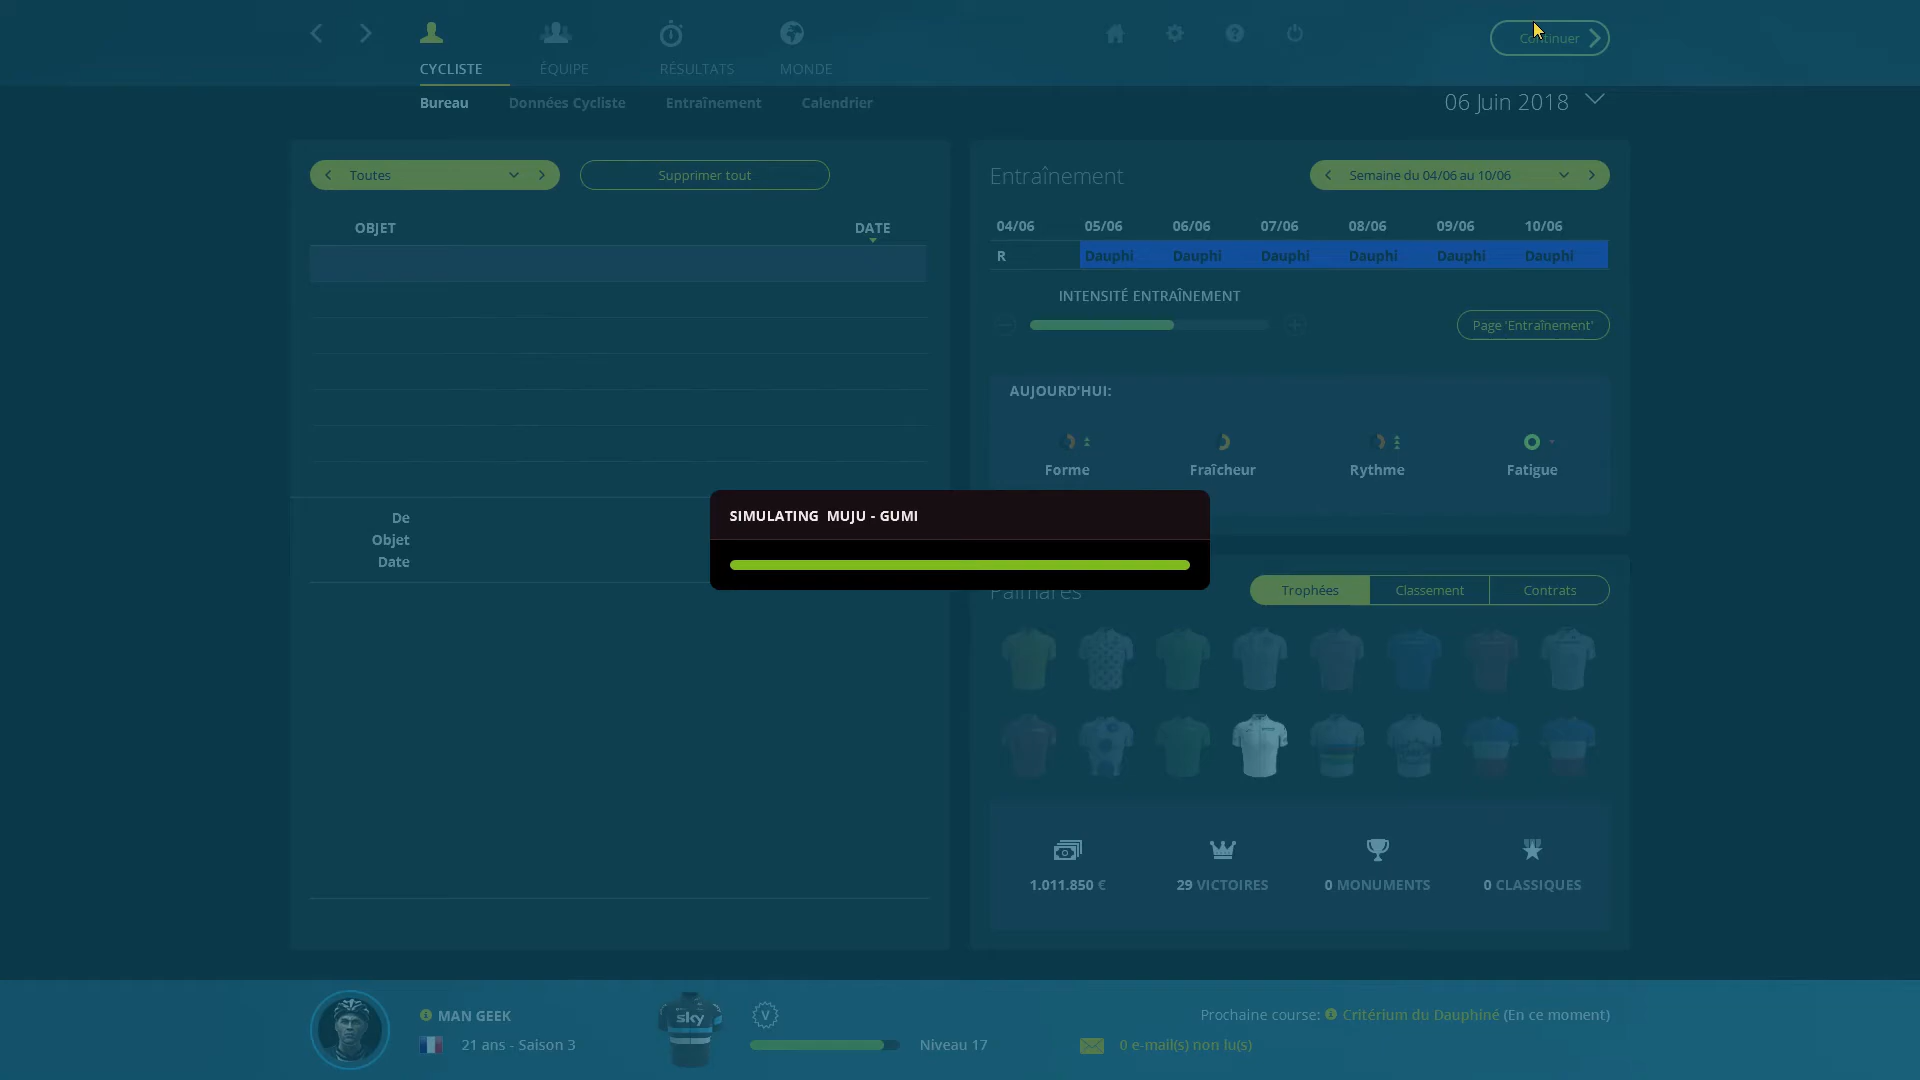 CYCLISTE ÉQUIPE RÉSULTATS MONDE Continuer
Bureau Données Cycliste Entraînement Calendrier 06 Juin 2018
Toutes Supprimer tout
OBJET DATE
De
Objet
Date
Entraînement Semaine du 04/06 au 10/06
04/06 05/06 06/06 07/06 08/06 09/06 10/06
R Dauphi Dauphi Dauphi Dauphi Dauphi Dauphi
INTENSITÉ ENTRAÎNEMENT
Page 'Entraînement'
AUJOURD'HUI:
Forme Fraîcheur Rythme Fatigue
SIMULATING MUJU - GUMI
Palmarès Trophées Classement Contrats
1.011.850 € 29 VICTOIRES 0 MONUMENTS 0 CLASSIQUES
MAN GEEK
21 ans - Saison 3
sky
V
Niveau 17
Prochaine course: Critérium du Dauphiné (En ce moment)
0 e-mail(s) non lu(s)